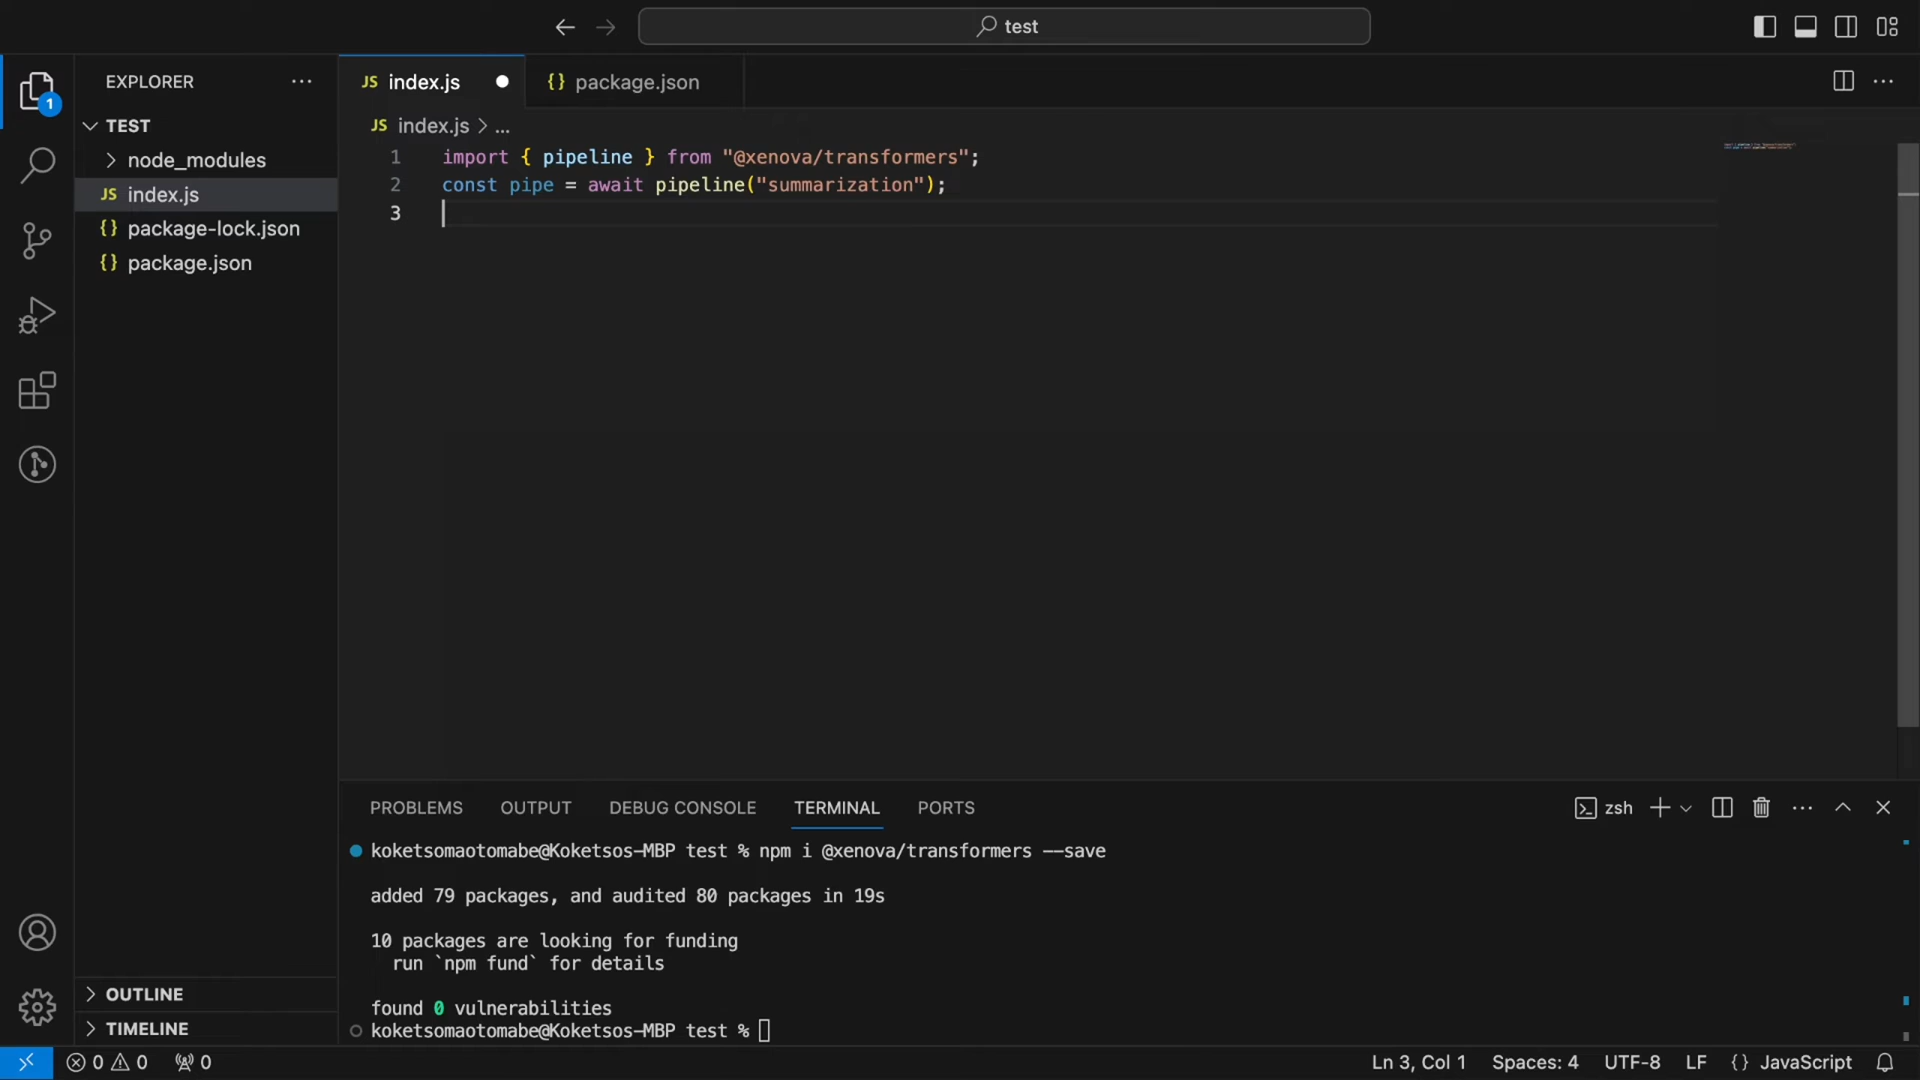 test
EXPLORER
JS index.js
{} package.json
1
TEST
JS index.js > ...
node_modules
1 import { pipeline } from "@xenova/transformers";
JS index.js
2 const pipe = await pipeline("summarization");
3
{} package-lock.json
{} package.json
PROBLEMS OUTPUT DEBUG CONSOLE TERMINAL PORTS
zsh
koketsomaotomabe@Koketsos-MBP test % npm i @xenova/transformers --save
added 79 packages, and audited 80 packages in 19s
10 packages are looking for funding
run `npm fund` for details
found 0 vulnerabilities
koketsomaotomabe@Koketsos-MBP test %
OUTLINE
TIMELINE
0 0 0
Ln 3, Col 1 Spaces: 4 UTF-8 LF {} JavaScript